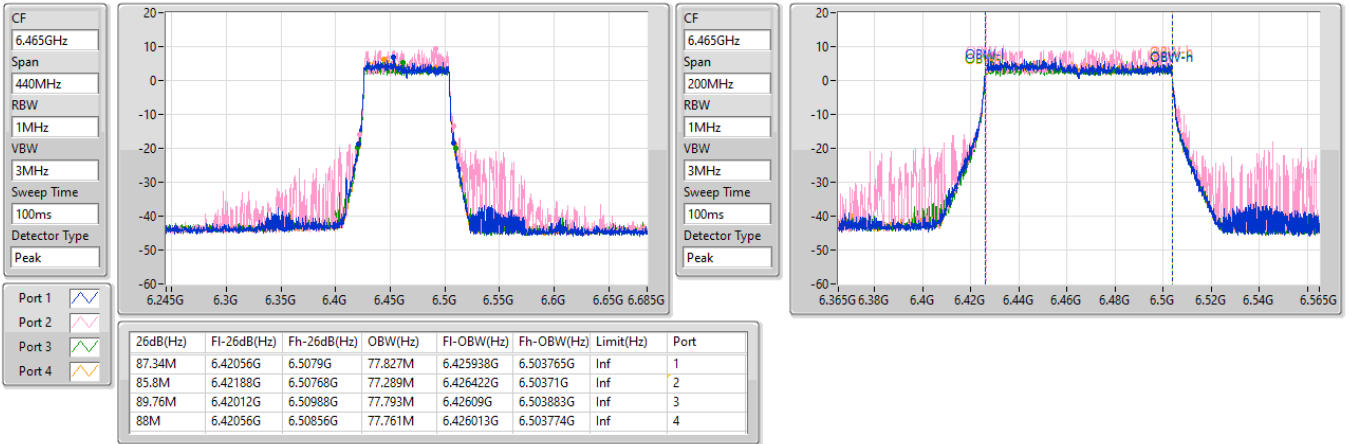 CF
6.465GHz
Span
440MHz
RBW
1MHz
VBW
3MHz
Sweep Time
100ms
Detector Type
Peak
Port 1
Port 2
Port 3
Port 4
20
10
0
-10
-20
-30
-40
-50
-60
6.245G 6.3G 6.35G 6.4G 6.45G 6.5G 6.55G 6.6G 6.65G 6.685G
CF
6.465GHz
Span
200MHz
RBW
1MHz
VBW
3MHz
Sweep Time
100ms
Detector Type
Peak
20
10
0
-10
-20
-30
-40
-50
-60
OBW-l
OBW-h
6.365G 6.38G 6.4G 6.42G 6.44G 6.46G 6.48G 6.5G 6.52G 6.54G 6.565G
26dB(Hz) Fl-26dB(Hz) Fh-26dB(Hz) OBW(Hz) Fl-OBW(Hz) Fh-OBW(Hz) Limit(Hz) Port
87.34M 6.42056G 6.5079G 77.827M 6.425938G 6.503765G Inf 1
85.8M 6.42188G 6.50768G 77.289M 6.426422G 6.50371G Inf 2
89.76M 6.42012G 6.50988G 77.793M 6.42609G 6.503883G Inf 3
88M 6.42056G 6.50856G 77.761M 6.426013G 6.503774G Inf 4